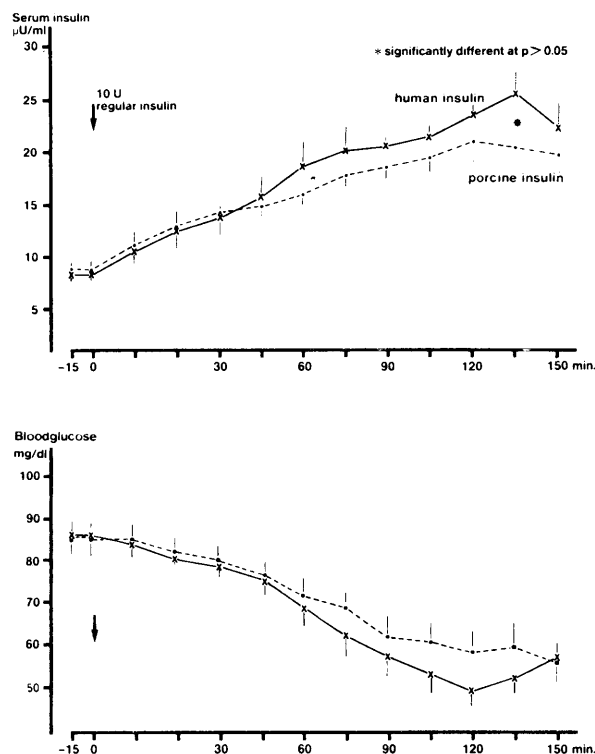 Serum insulin
μU/ml
30
* significantly different at p > 0.05
10 U
regular insulin
25
human insulin
20
porcine insulin
15
10
5
-15 0 30 60 90 120 150 min.
Bloodglucose
mg/dl
100
90
80
70
60
50
-15 0 30 60 90 120 150 min.